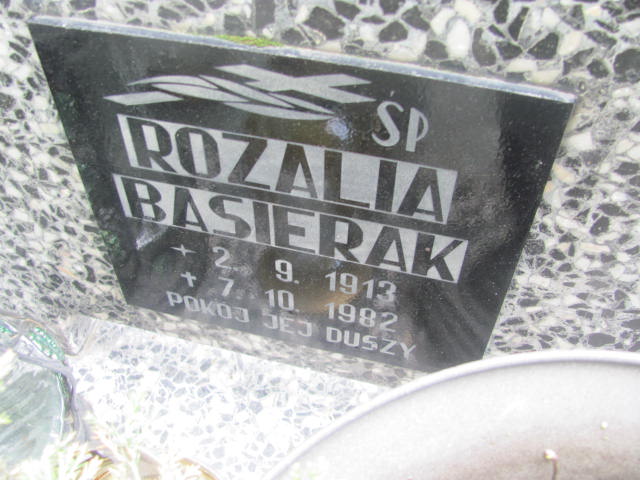 ŚP
ROZALIA
BASIERAK
✶ 2. 9. 1913
✝ 7. 10. 1982
POKÓJ JEJ DUSZY